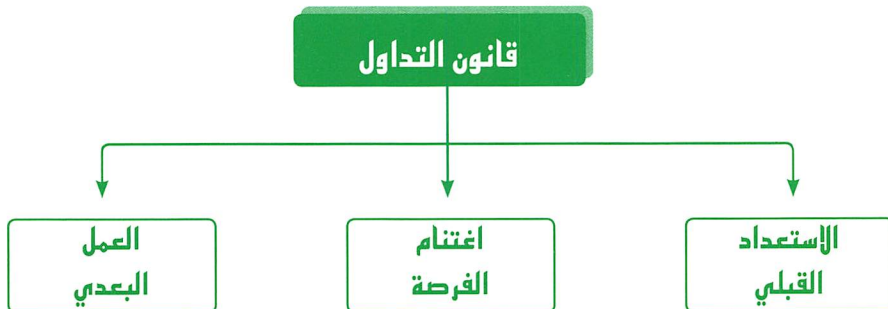 قانون التداول
الاستعداد
القبلي
اغتنام
الفرصة
العمل
البعدي